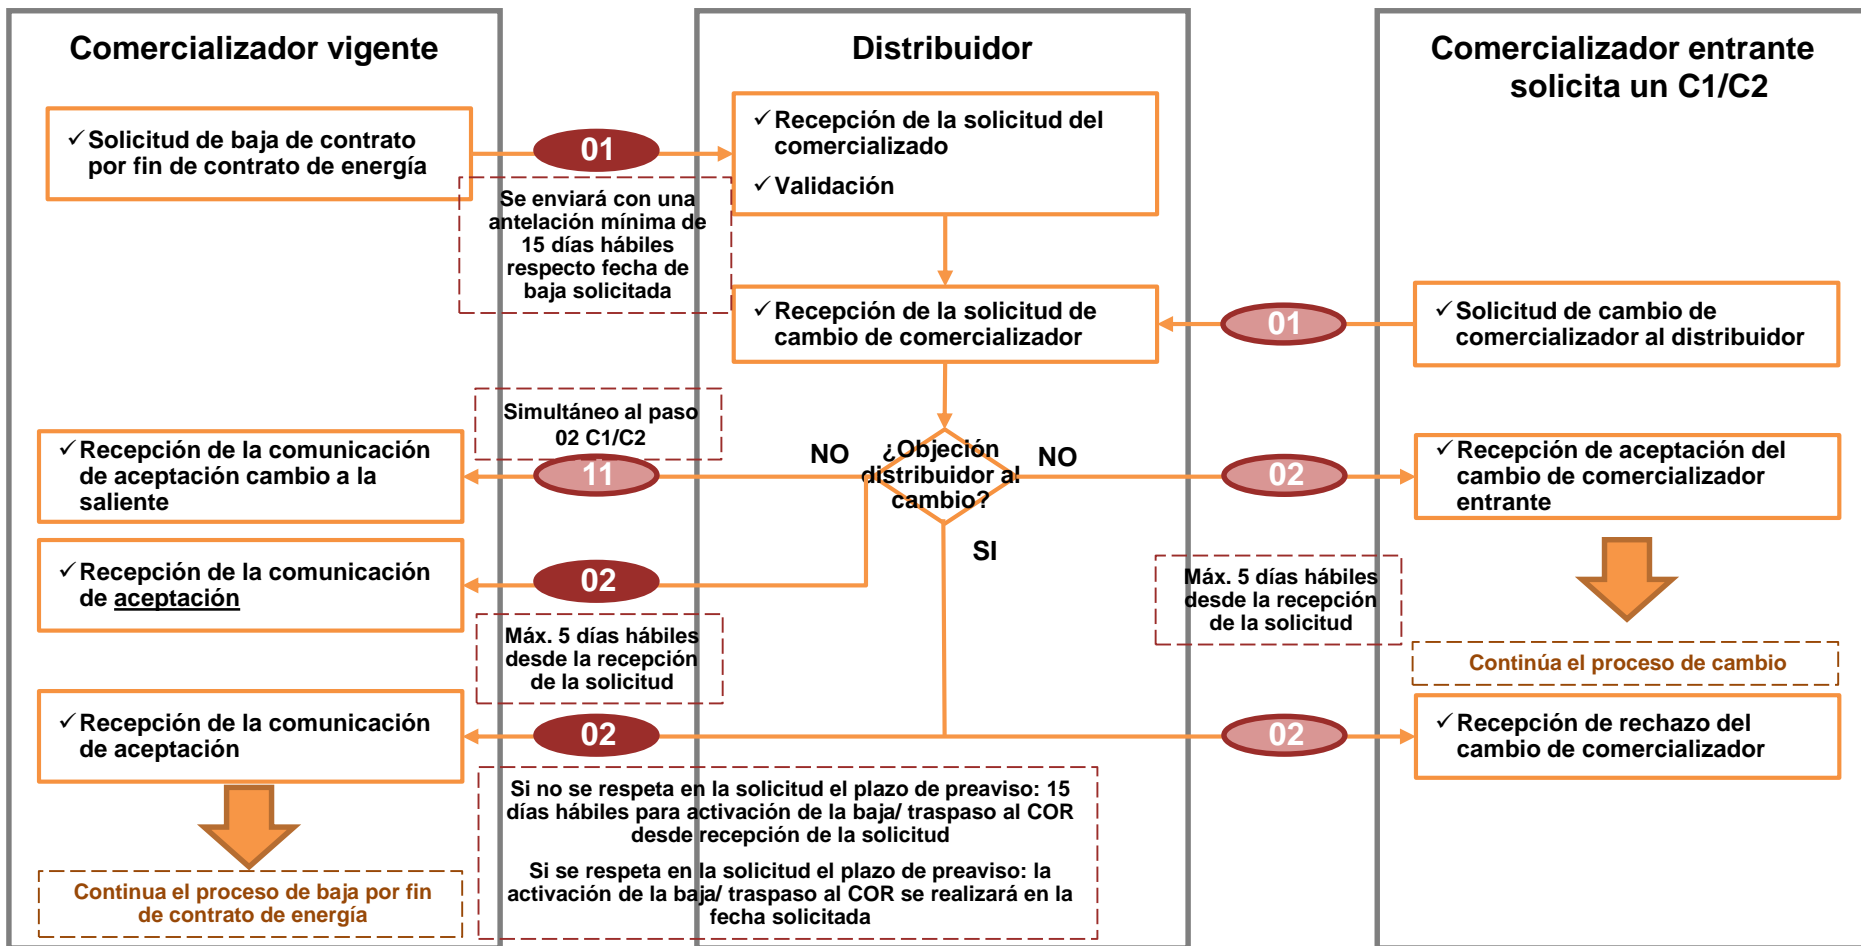 Comercializador vigente
✓ Solicitud de baja de contrato
por fin de contrato de energía
01
Se enviará con una
antelación mínima de
15 días hábiles
respecto fecha de
baja solicitada
Distribuidor
✓ Recepción de la solicitud del
comercializado
✓ Validación
✓ Recepción de la solicitud de
cambio de comercializador
Comercializador entrante
solicita un C1/C2
01
✓ Solicitud de cambio de
comercializador al distribuidor
Simultáneo al paso
02 C1/C2
✓ Recepción de la comunicación
de aceptación cambio a la
saliente
11
NO
¿Objeción
distribuidor al
cambio?
NO
SI
02
✓ Recepción de aceptación del
cambio de comercializador
entrante
✓ Recepción de la comunicación
de aceptación
02
Máx. 5 días hábiles
desde la recepción
de la solicitud
Máx. 5 días hábiles
desde la recepción
de la solicitud
Continúa el proceso de cambio
✓ Recepción de la comunicación
de aceptación
02
02
✓ Recepción de rechazo del
cambio de comercializador
Si no se respeta en la solicitud el plazo de preaviso: 15
días hábiles para activación de la baja/ traspaso al COR
desde recepción de la solicitud
Si se respeta en la solicitud el plazo de preaviso: la
activación de la baja/ traspaso al COR se realizará en la
fecha solicitada
Continua el proceso de baja por fin
de contrato de energía